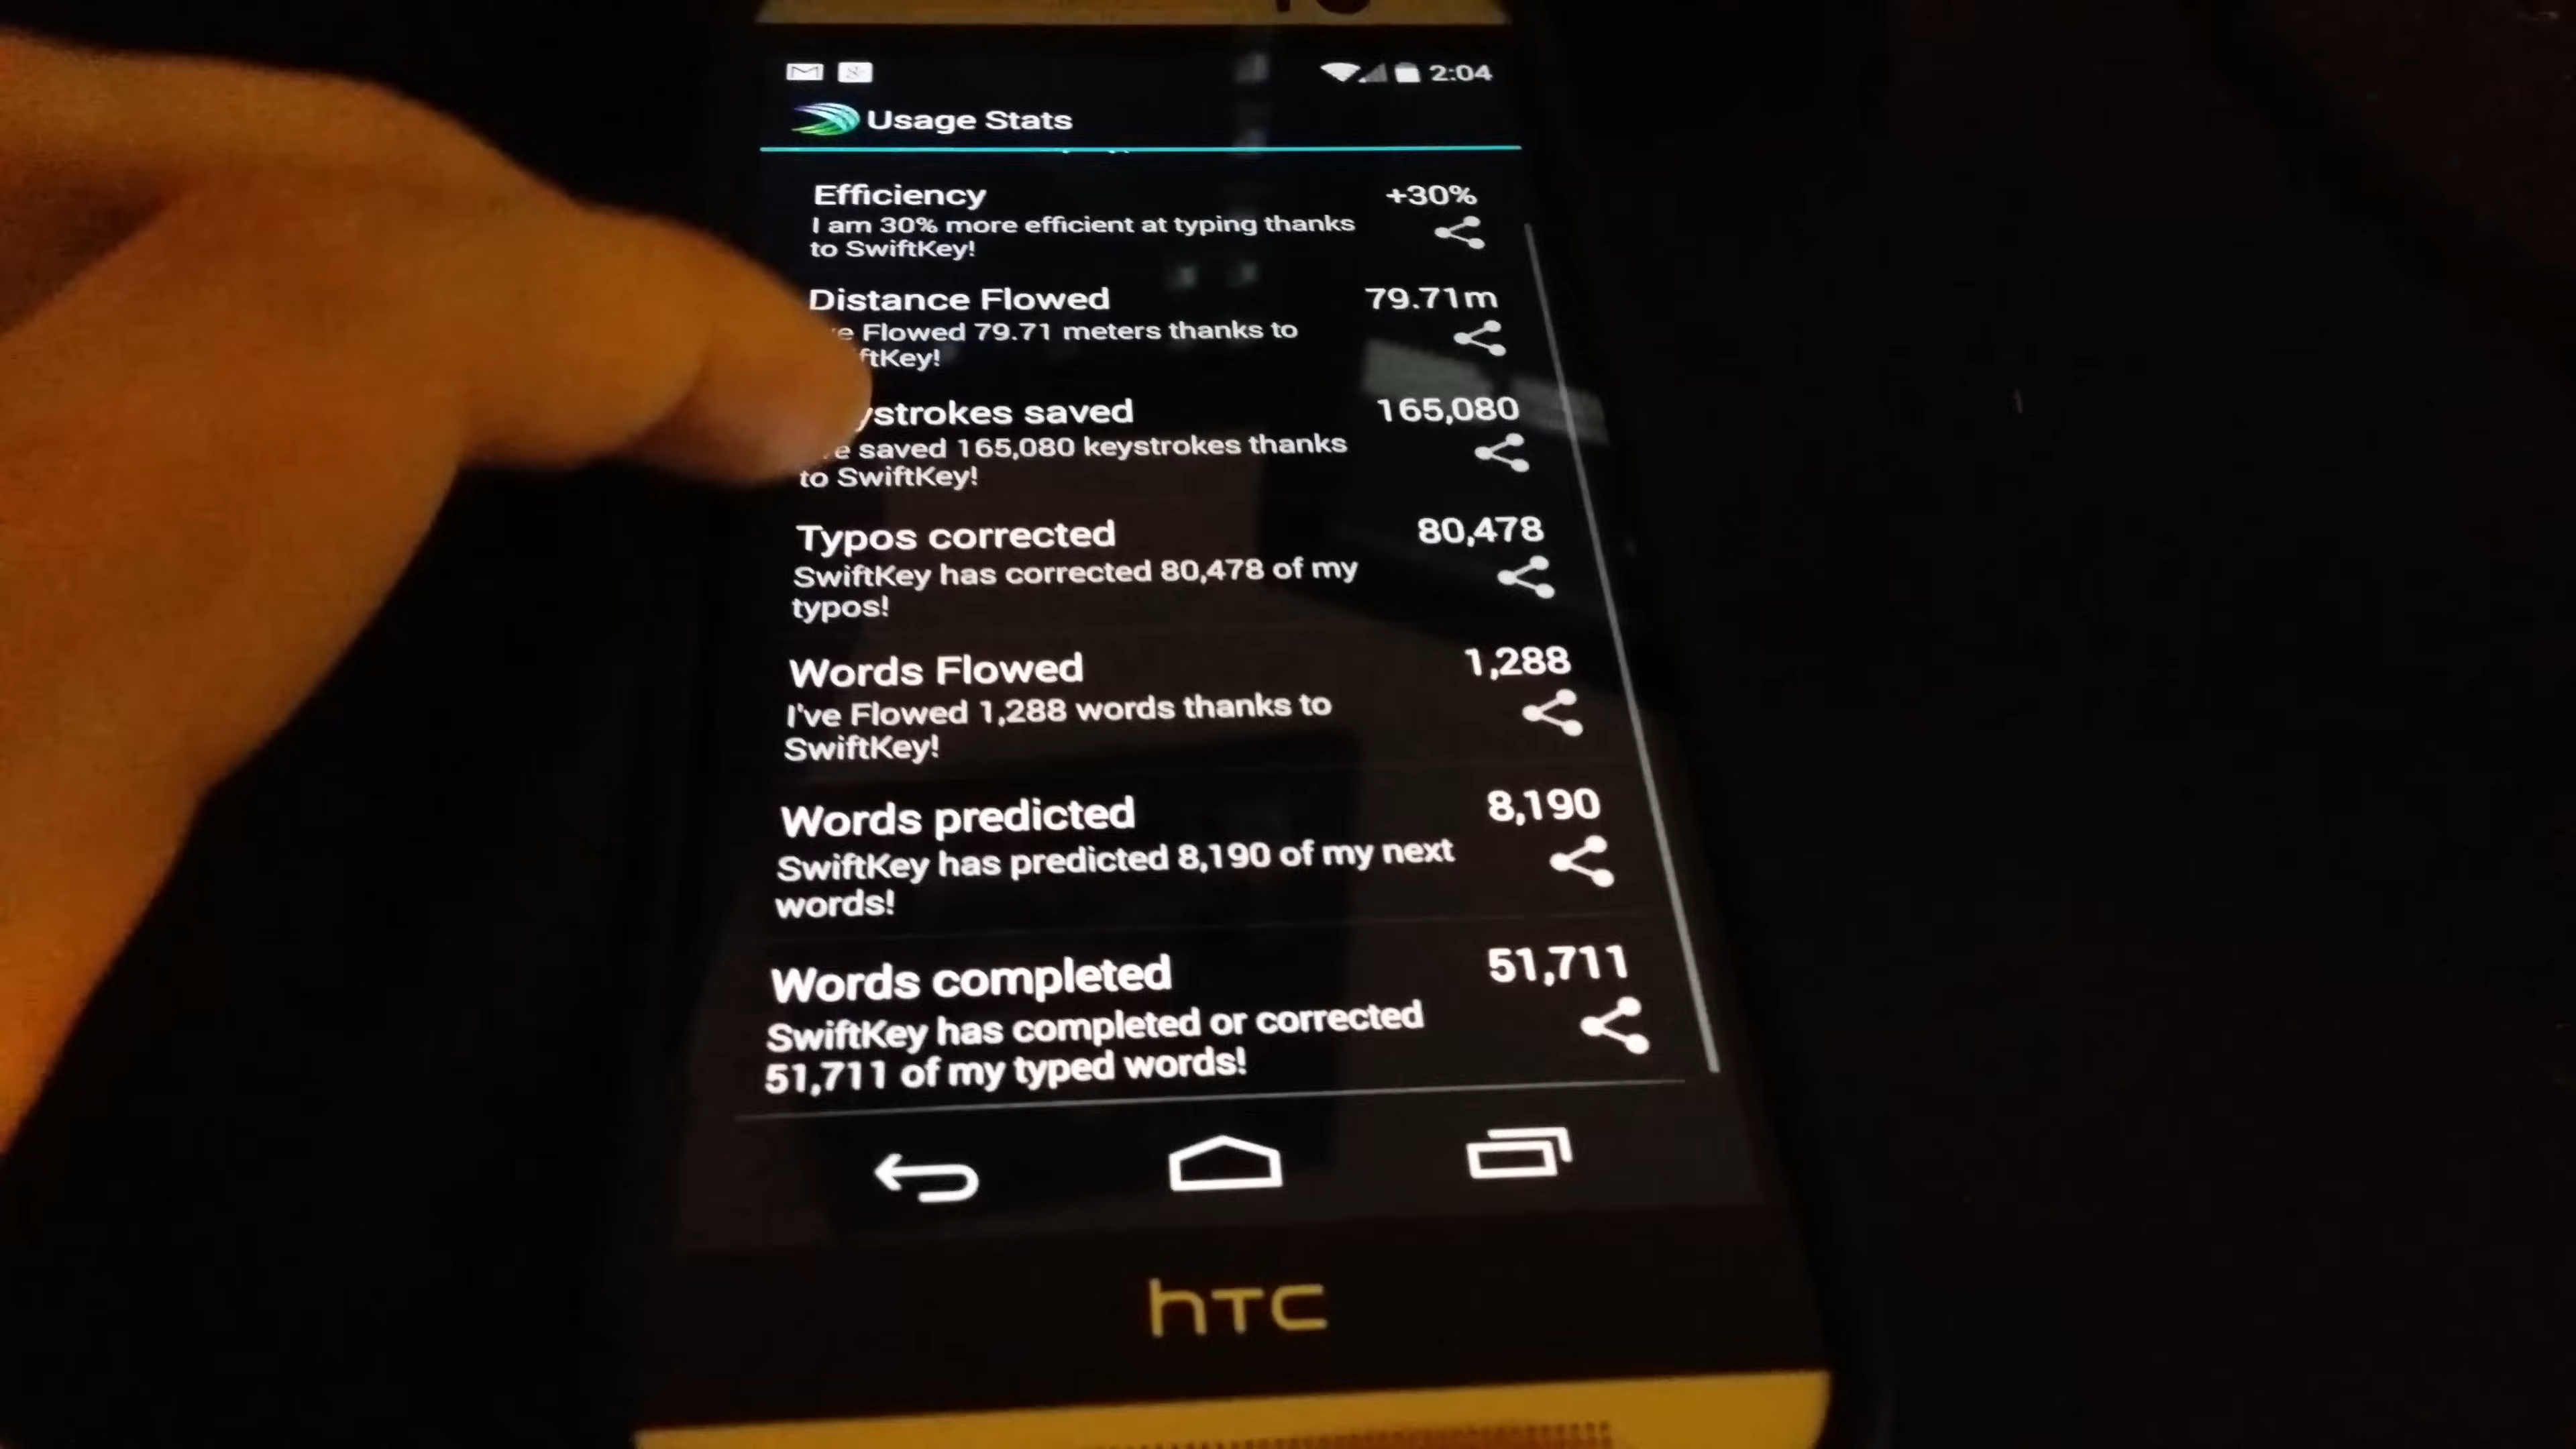 2:04
Usage Stats
Efficiency +30%
I am 30% more efficient at typing thanks
to SwiftKey!
Distance Flowed 79.71m
e Flowed 79.71 meters thanks to
ftKey!
ystrokes saved 165,080
e saved 165,080 keystrokes thanks
to SwiftKey!
Typos corrected 80,478
SwiftKey has corrected 80,478 of my
typos!
Words Flowed 1,288
I've Flowed 1,288 words thanks to
SwiftKey!
Words predicted 8,190
SwiftKey has predicted 8,190 of my next
words!
Words completed 51,711
SwiftKey has completed or corrected
51,711 of my typed words!
hTC